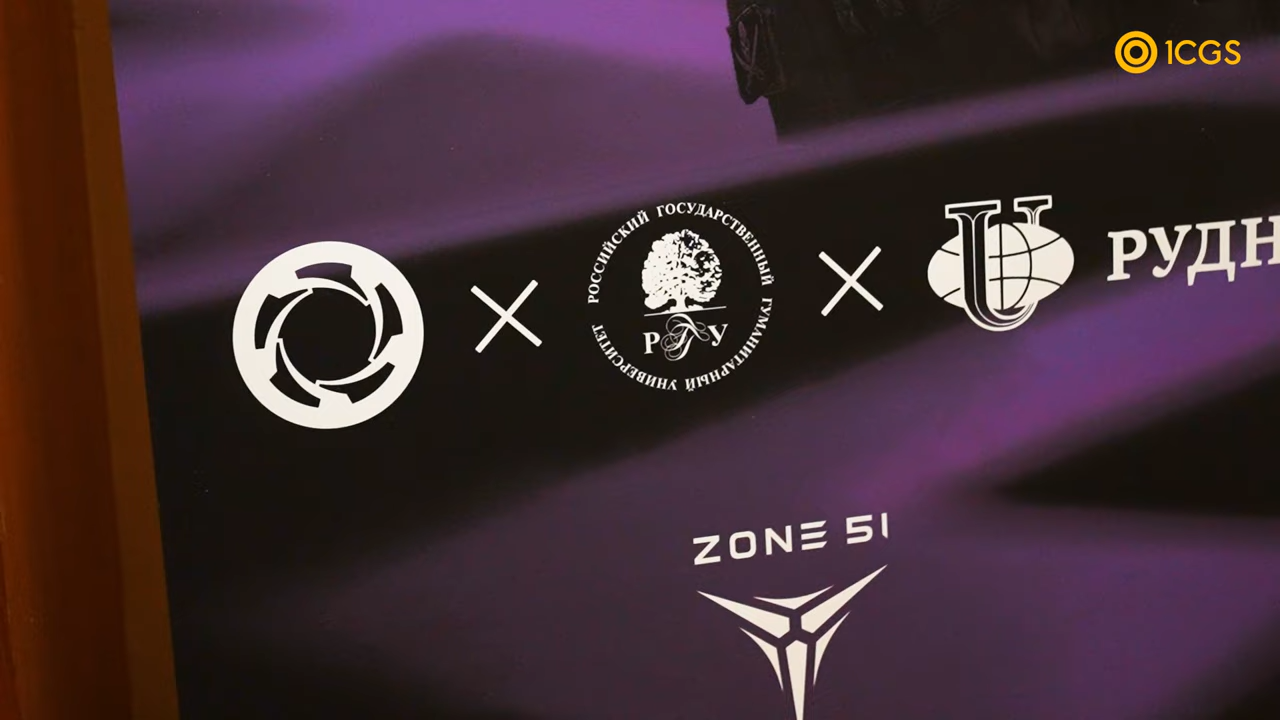 1CGS
РОССИЙСКИЙ ГОСУДАРСТВЕННЫЙ ГУМАНИТАРНЫЙ УНИВЕРСИТЕТ
РГГУ
РУДН
ZONE 51